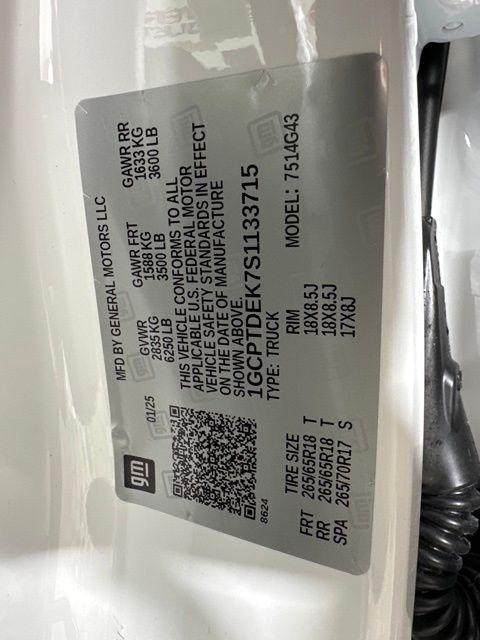 gm
MFD BY GENERAL MOTORS LLC
01/25
GVWR GAWR FRT GAWR RR
2835 KG 1588 KG 1633 KG
6250 LB 3500 LB 3600 LB
THIS VEHICLE CONFORMS TO ALL
APPLICABLE U.S. FEDERAL MOTOR
VEHICLE SAFETY STANDARDS IN EFFECT
ON THE DATE OF MANUFACTURE
SHOWN ABOVE.
1GCPTDEK7S1133715
TYPE: TRUCK MODEL: 7514G43
8624
TIRE SIZE RIM
FRT 265/65R18 T 18X8.5J
RR 265/65R18 T 18X8.5J
SPA 265/70R17 S 17X8J